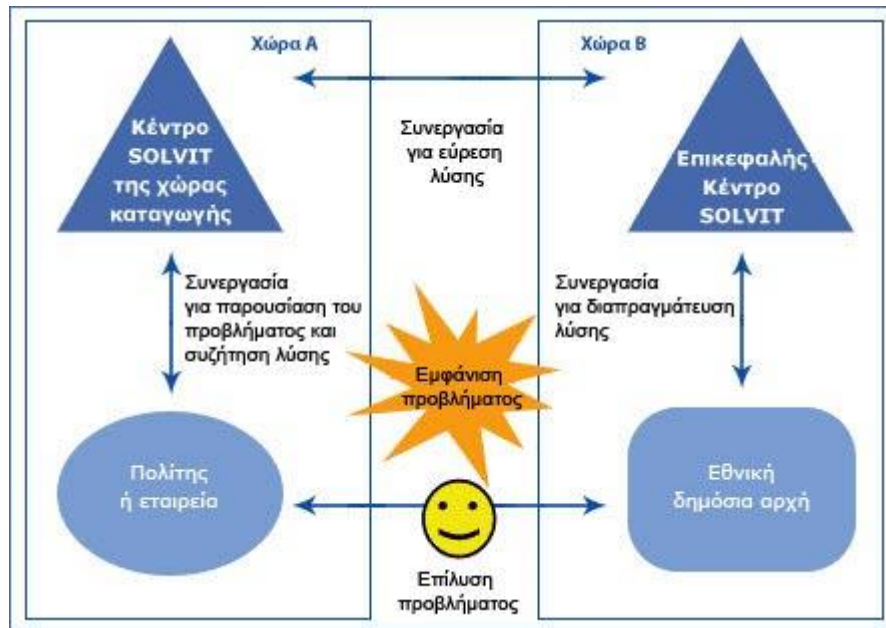 Χώρα Α
Χώρα Β
Κέντρο
SOLVIT
της χώρας
καταγωγής
Συνεργασία
για εύρεση
λύσης
Επικεφαλής
Κέντρο
SOLVIT
Συνεργασία
για παρουσίαση του
προβλήματος και
συζήτηση λύσης
Συνεργασία
για διαπραγμάτευση
λύσης
Εμφάνιση
προβλήματος
Πολίτης
ή εταιρεία
Εθνική
δημόσια αρχή
Επίλυση
προβλήματος